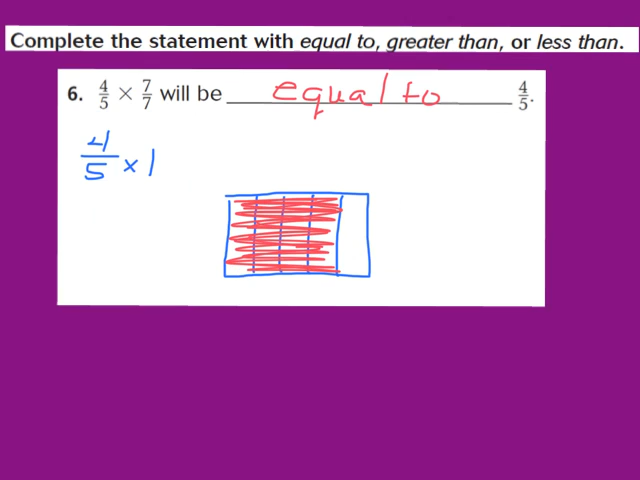 Complete the statement with equal to, greater than, or less than.
6. 4/5 × 7/7 will be equal to 4/5.
4/5 × 1